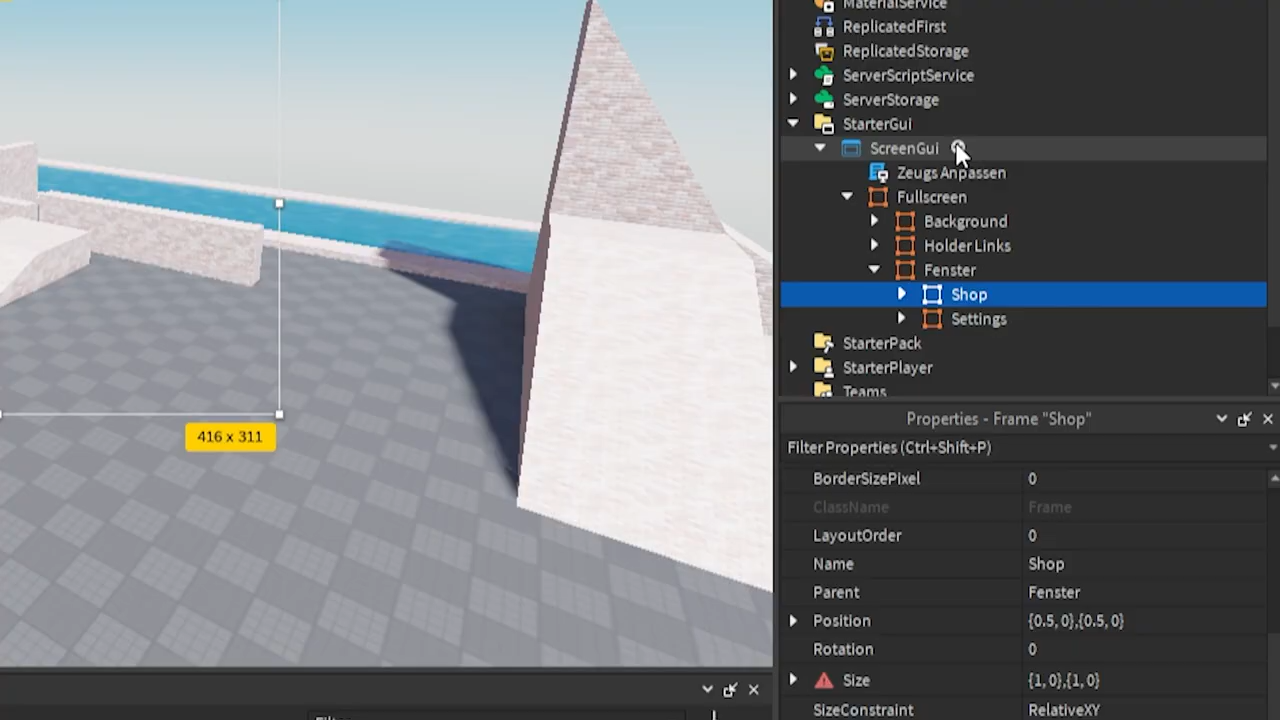 MaterialService
ReplicatedFirst
ReplicatedStorage
ServerScriptService
ServerStorage
StarterGui
ScreenGui
Zeugs Anpassen
Fullscreen
Background
Holder Links
Fenster
Shop
Settings
StarterPack
StarterPlayer
Teams
416 x 311
Properties - Frame "Shop"
Filter Properties (Ctrl+Shift+P)
BorderSizePixel 0
ClassName Frame
LayoutOrder 0
Name Shop
Parent Fenster
Position {0.5, 0},{0.5, 0}
Rotation 0
Size {1, 0},{1, 0}
SizeConstraint RelativeXY